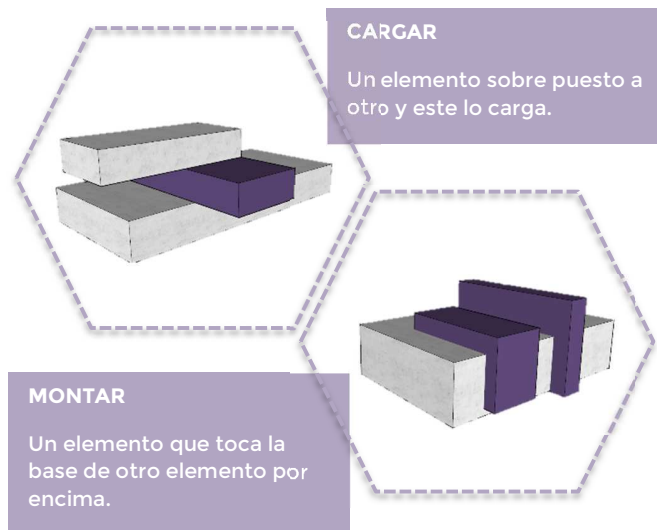 CARGAR
Un elemento sobre puesto a
otro y este lo carga.
MONTAR
Un elemento que toca la
base de otro elemento por
encima.